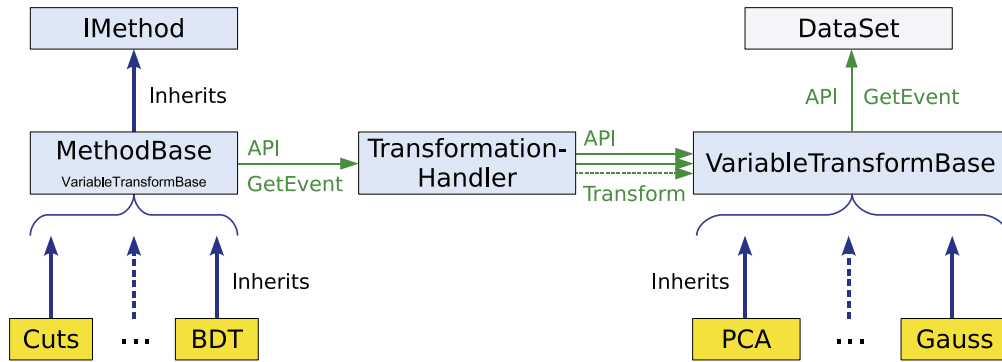 IMethod
DataSet
Inherits
API GetEvent
MethodBase
VariableTransformBase
API
GetEvent
Transformation-
Handler
API
Transform
VariableTransformBase
Inherits
Inherits
Cuts
...
BDT
PCA
...
Gauss